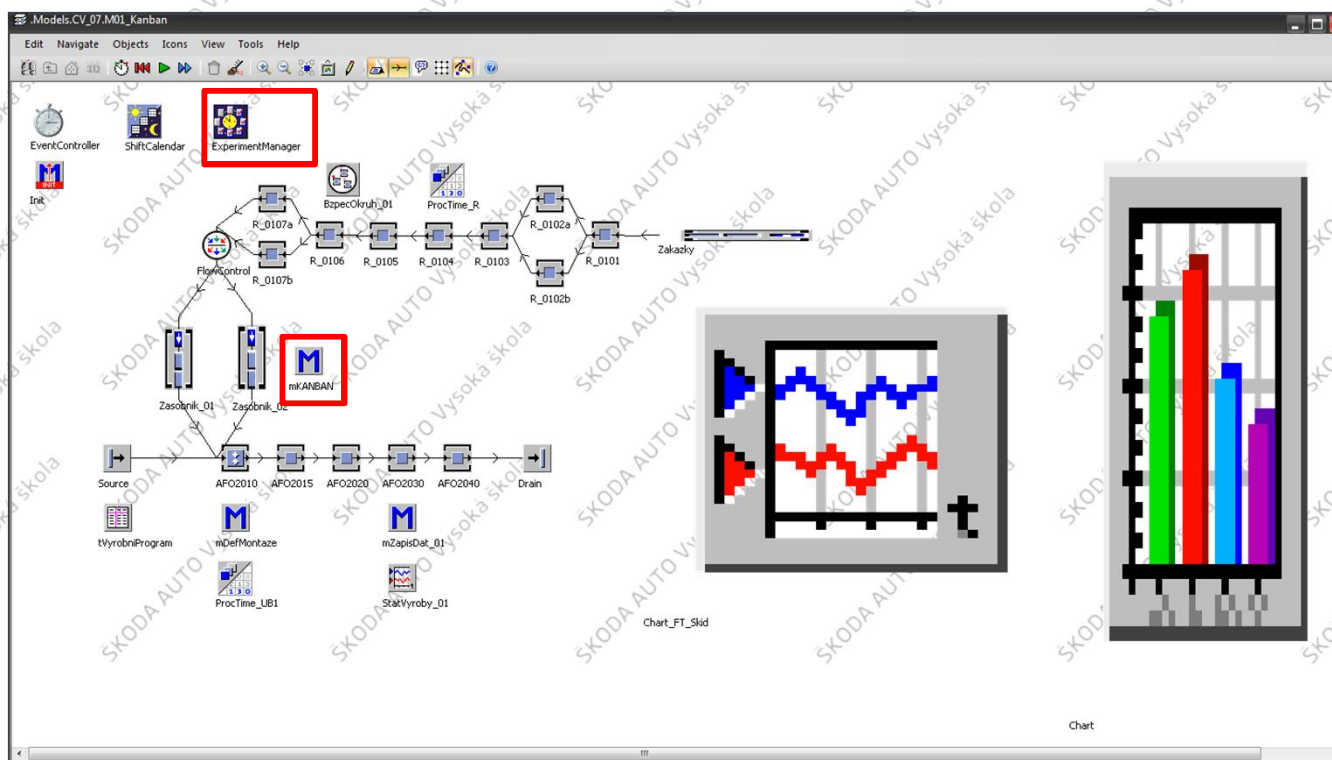 .Models.CV_07.M01_Kanban
Edit Navigate Objects Icons View Tools Help
EventController ShiftCalendar ExperimentManager
INIT
Init
BzpecOkruh_01 ProcTime_R
R_0107a R_0102a
FlowControl R_0106 R_0105 R_0104 R_0103 R_0101 Zakazky
R_0107b
R_0102b
M
mKANBAN
Zasobnik_01 Zasobnik_02
Source AFO2010 AFO2015 AFO2020 AFO2030 AFO2040 Drain
M M
tVyrobniProgram mDefMontaze mZapisDat_01
ProcTime_UB1 StatVyroby_01
t
Chart_FT_Skid
Chart
ŠKODA AUTO Vysoká škola